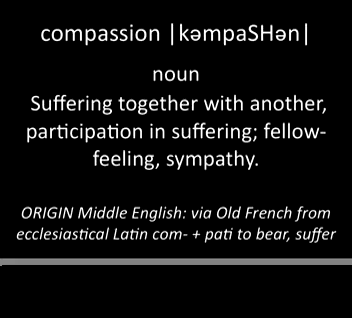 compassion |kəmpaSHən|
noun
Suffering together with another,
participation in suffering; fellow-
feeling, sympathy.
ORIGIN Middle English: via Old French from
ecclesiastical Latin com- + pati to bear, suffer